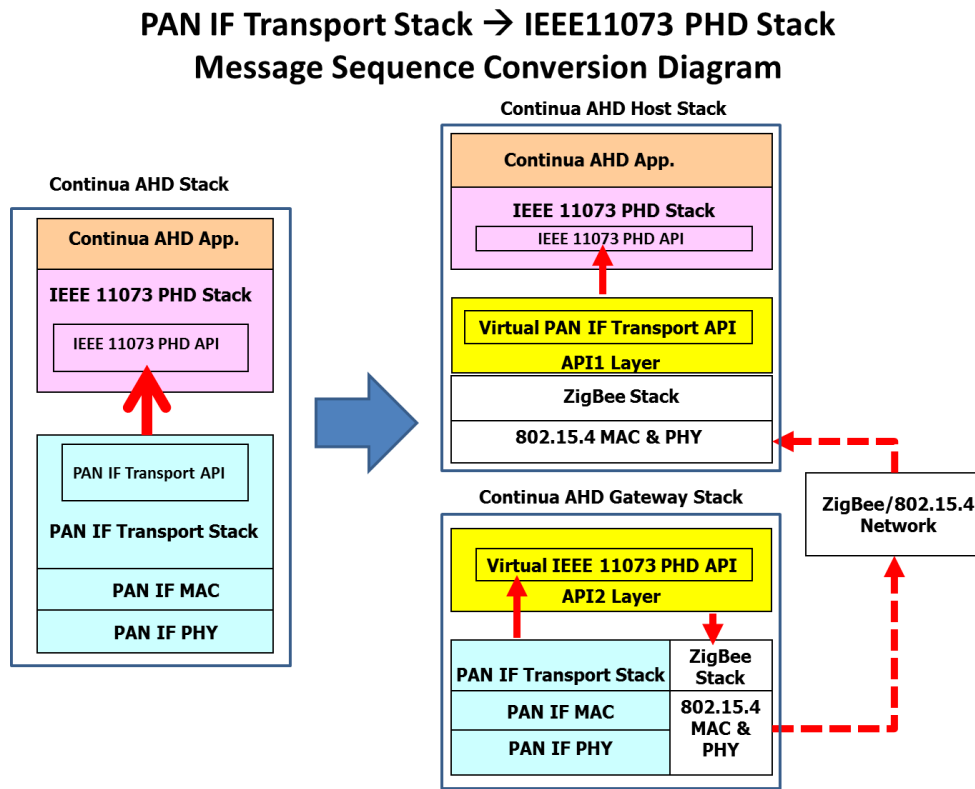 PAN IF Transport Stack → IEEE11073 PHD Stack
Message Sequence Conversion Diagram
Continua AHD Stack
Continua AHD App.
IEEE 11073 PHD Stack
IEEE 11073 PHD API
PAN IF Transport API
PAN IF Transport Stack
PAN IF MAC
PAN IF PHY
Continua AHD Host Stack
Continua AHD App.
IEEE 11073 PHD Stack
IEEE 11073 PHD API
Virtual PAN IF Transport API
API1 Layer
ZigBee Stack
802.15.4 MAC & PHY
Continua AHD Gateway Stack
Virtual IEEE 11073 PHD API
API2 Layer
PAN IF Transport Stack
PAN IF MAC
PAN IF PHY
ZigBee
Stack
802.15.4
MAC &
PHY
ZigBee/802.15.4
Network